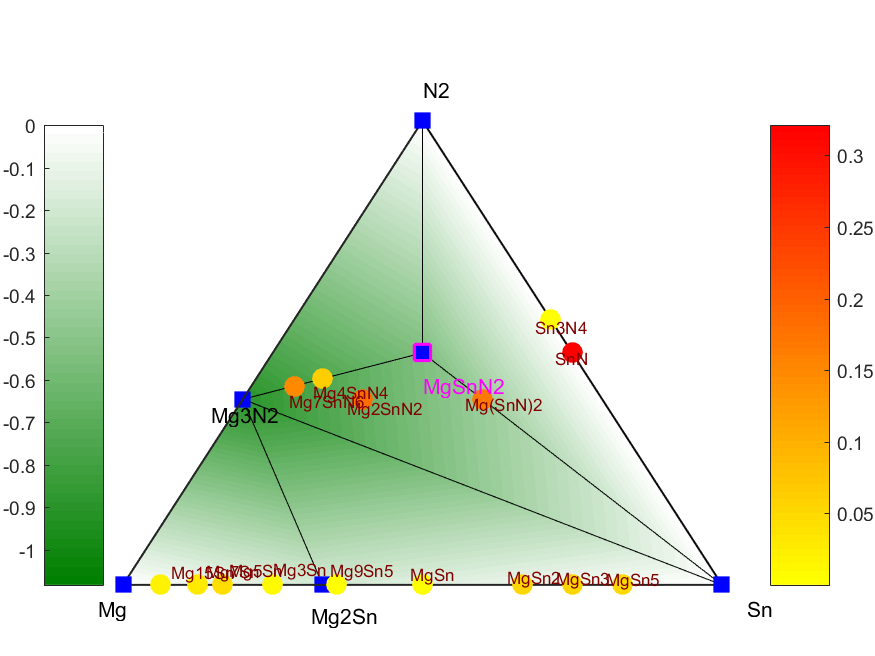 N2
0
-0.1
-0.2
-0.3
-0.4
-0.5
-0.6
-0.7
-0.8
-0.9
-1
0.3
0.25
0.2
0.15
0.1
0.05
Sn3N4
SnN
MgSnN2
Mg4SnN4
Mg7SnN6
Mg2SnN2
Mg(SnN)2
Mg3N2
Mg15Sn
Mg7Sn
Mg5Sn
Mg3Sn
Mg9Sn5
MgSn
MgSn2
MgSn3
MgSn5
Mg
Mg2Sn
Sn